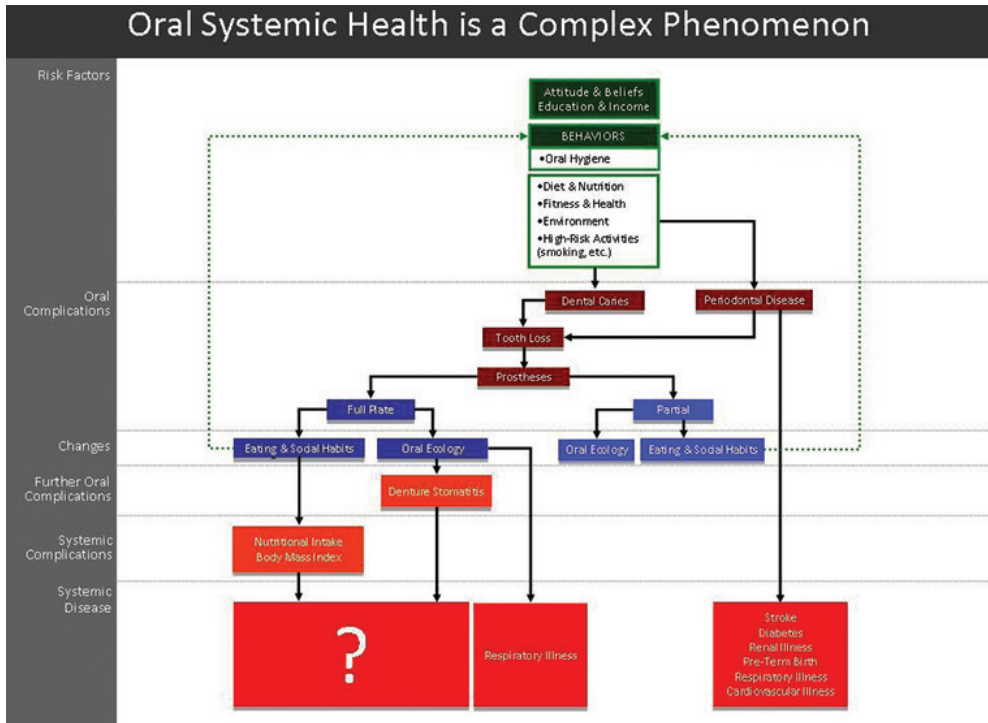 Oral Systemic Health is a Complex Phenomenon
Risk Factors
Attitude & Beliefs
Education & Income
BEHAVIORS
•Oral Hygiene
•Diet & Nutrition
•Fitness & Health
•Environment
•High-Risk Activities
(smoking, etc.)
Oral
Complications
Dental Caries
Periodontal Disease
Tooth Loss
Prostheses
Full Plate
Partial
Changes
Eating & Social Habits
Oral Ecology
Oral Ecology
Eating & Social Habits
Further Oral
Complications
Denture Stomatitis
Systemic
Complications
Nutritional Intake
Body Mass Index
Systemic
Disease
?
Respiratory Illness
Stroke
Diabetes
Renal Illness
Pre-Term Birth
Respiratory Illness
Cardiovascular Illness